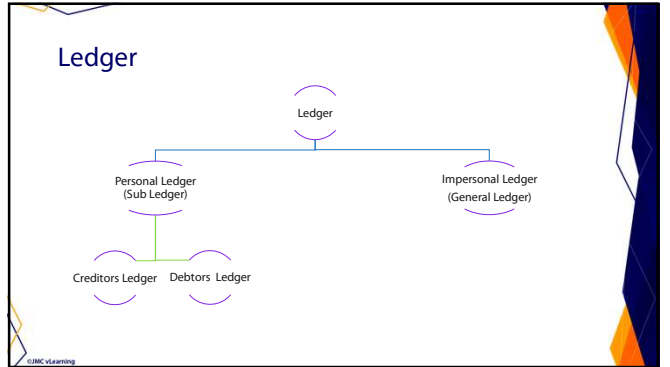 Ledger
Ledger
Personal Ledger
(Sub Ledger)
Impersonal Ledger
(General Ledger)
Creditors Ledger
Debtors Ledger
©JMC vLearning